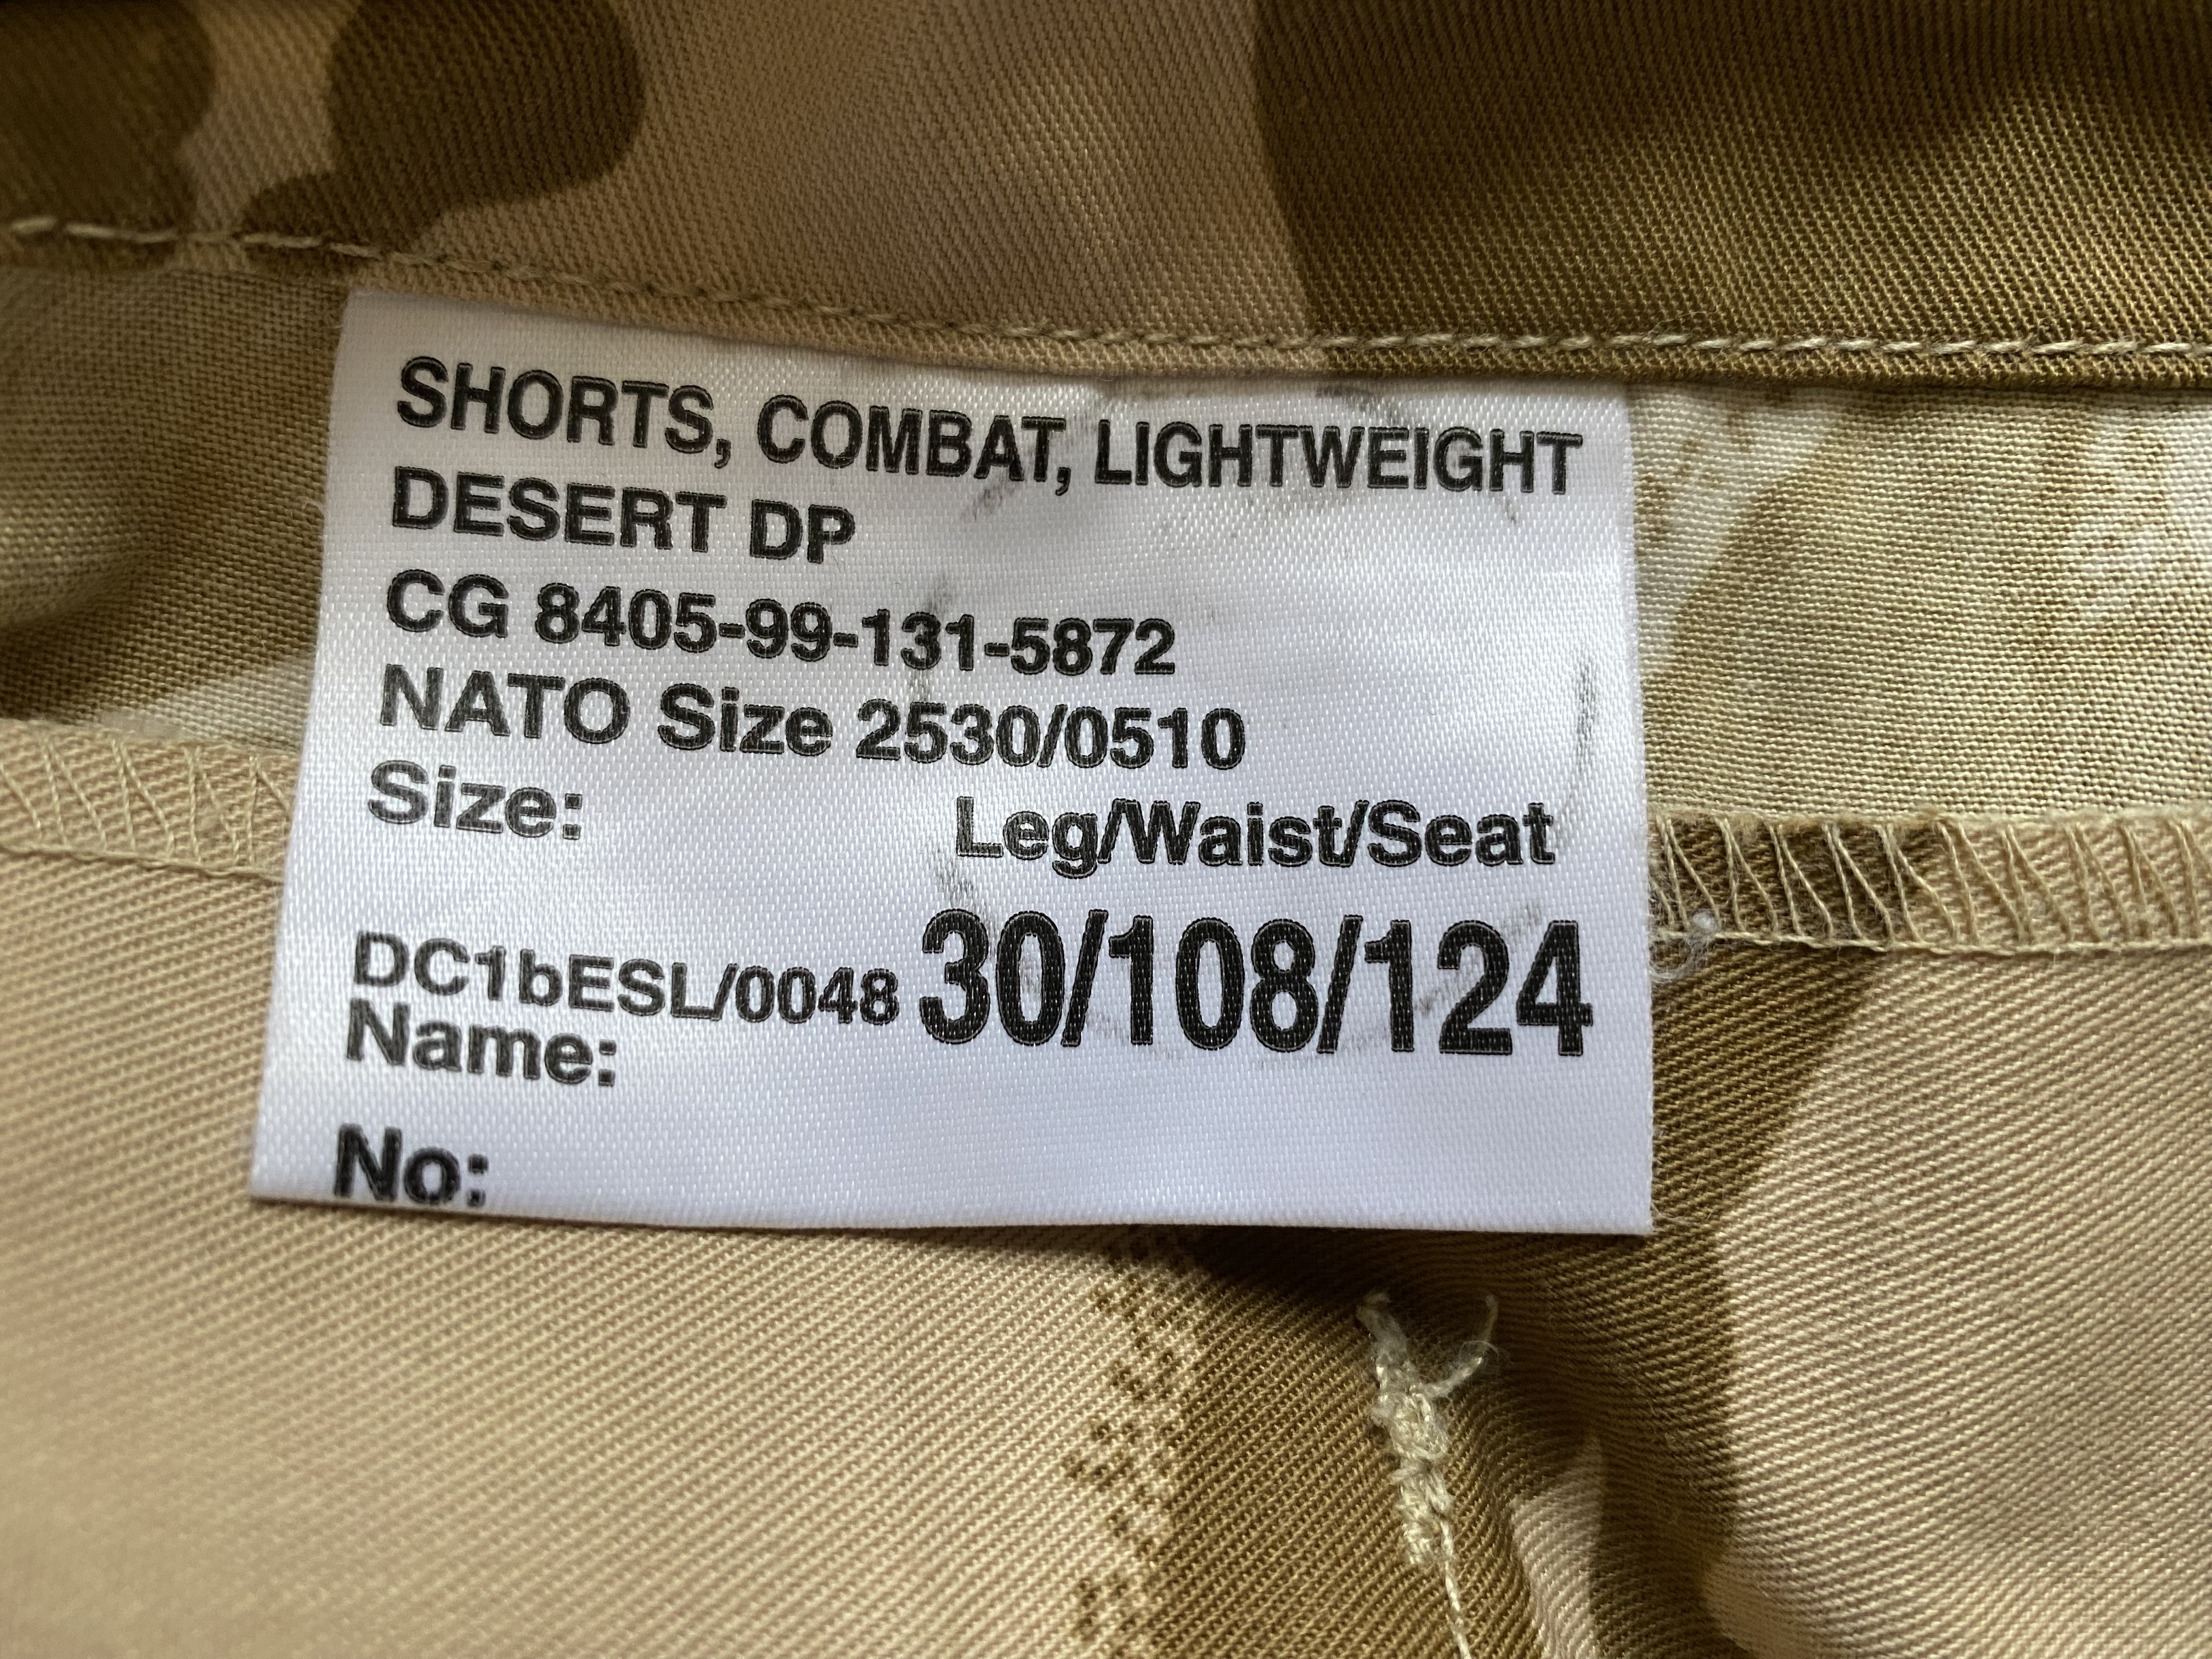 SHORTS, COMBAT, LIGHTWEIGHT
DESERT DP
CG 8405-99-131-5872
NATO Size 2530/0510
Size: Leg/Waist/Seat
DC1bESL/0048 30/108/124
Name:
No: